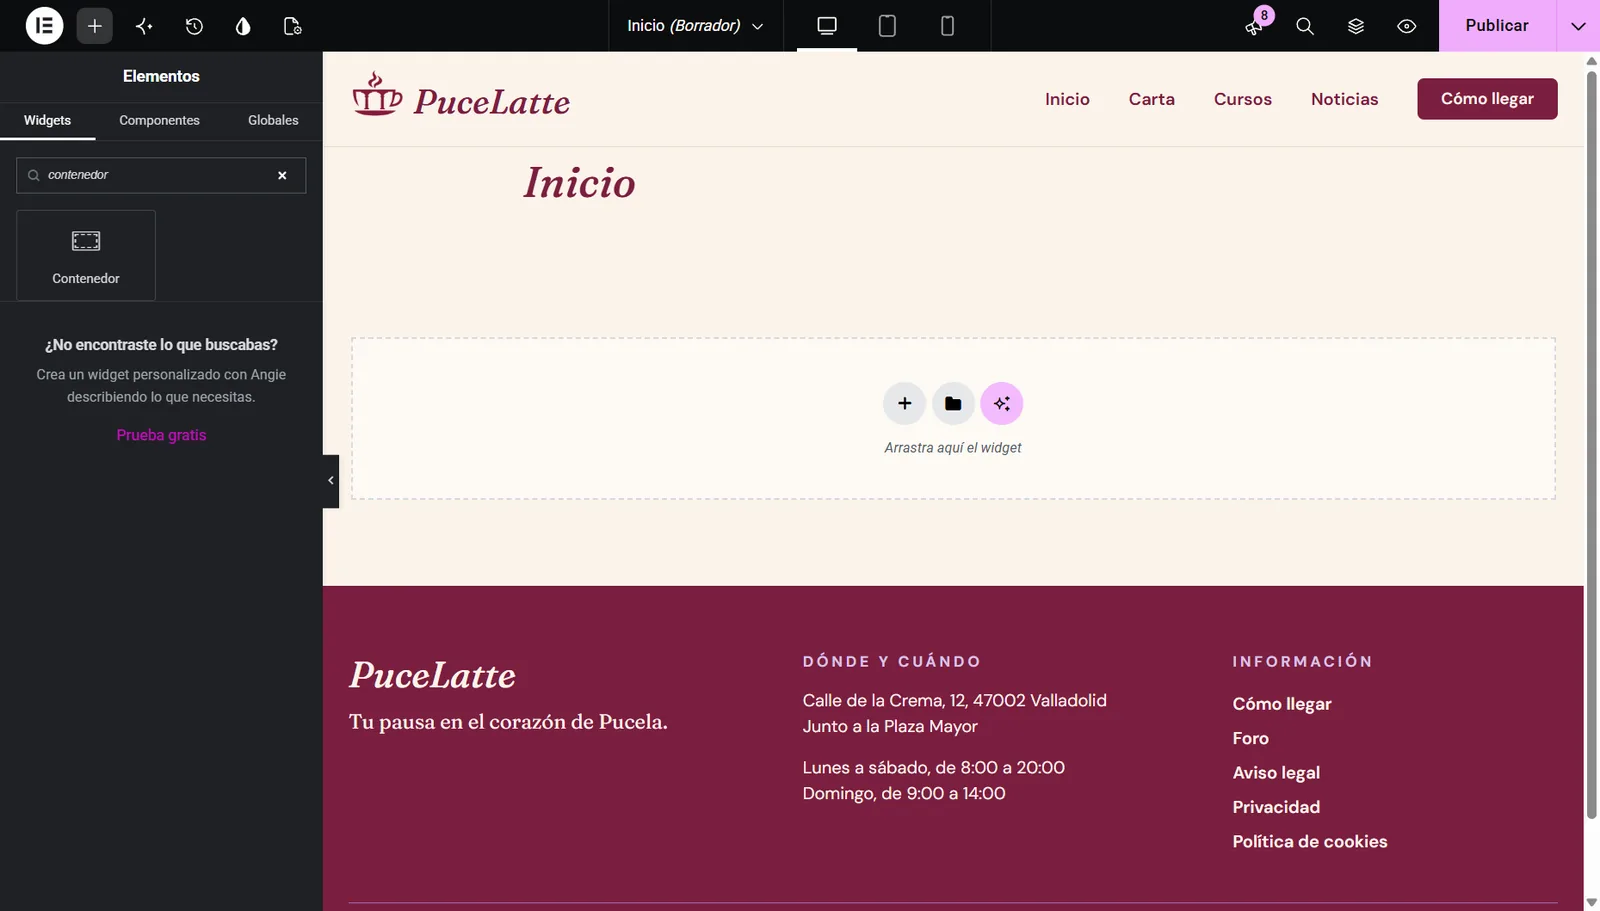 Inicio (Borrador)
8
Publicar
Elementos
Widgets
Componentes
Globales
contenedor
Contenedor
¿No encontraste lo que buscabas?
Crea un widget personalizado con Angie
describiendo lo que necesitas.
Prueba gratis
PuceLatte
Inicio
Carta
Cursos
Noticias
Cómo llegar
Inicio
Arrastra aquí el widget
PuceLatte
Tu pausa en el corazón de Pucela.
DÓNDE Y CUÁNDO
Calle de la Crema, 12, 47002 Valladolid
Junto a la Plaza Mayor
Lunes a sábado, de 8:00 a 20:00
Domingo, de 9:00 a 14:00
INFORMACIÓN
Cómo llegar
Foro
Aviso legal
Privacidad
Política de cookies